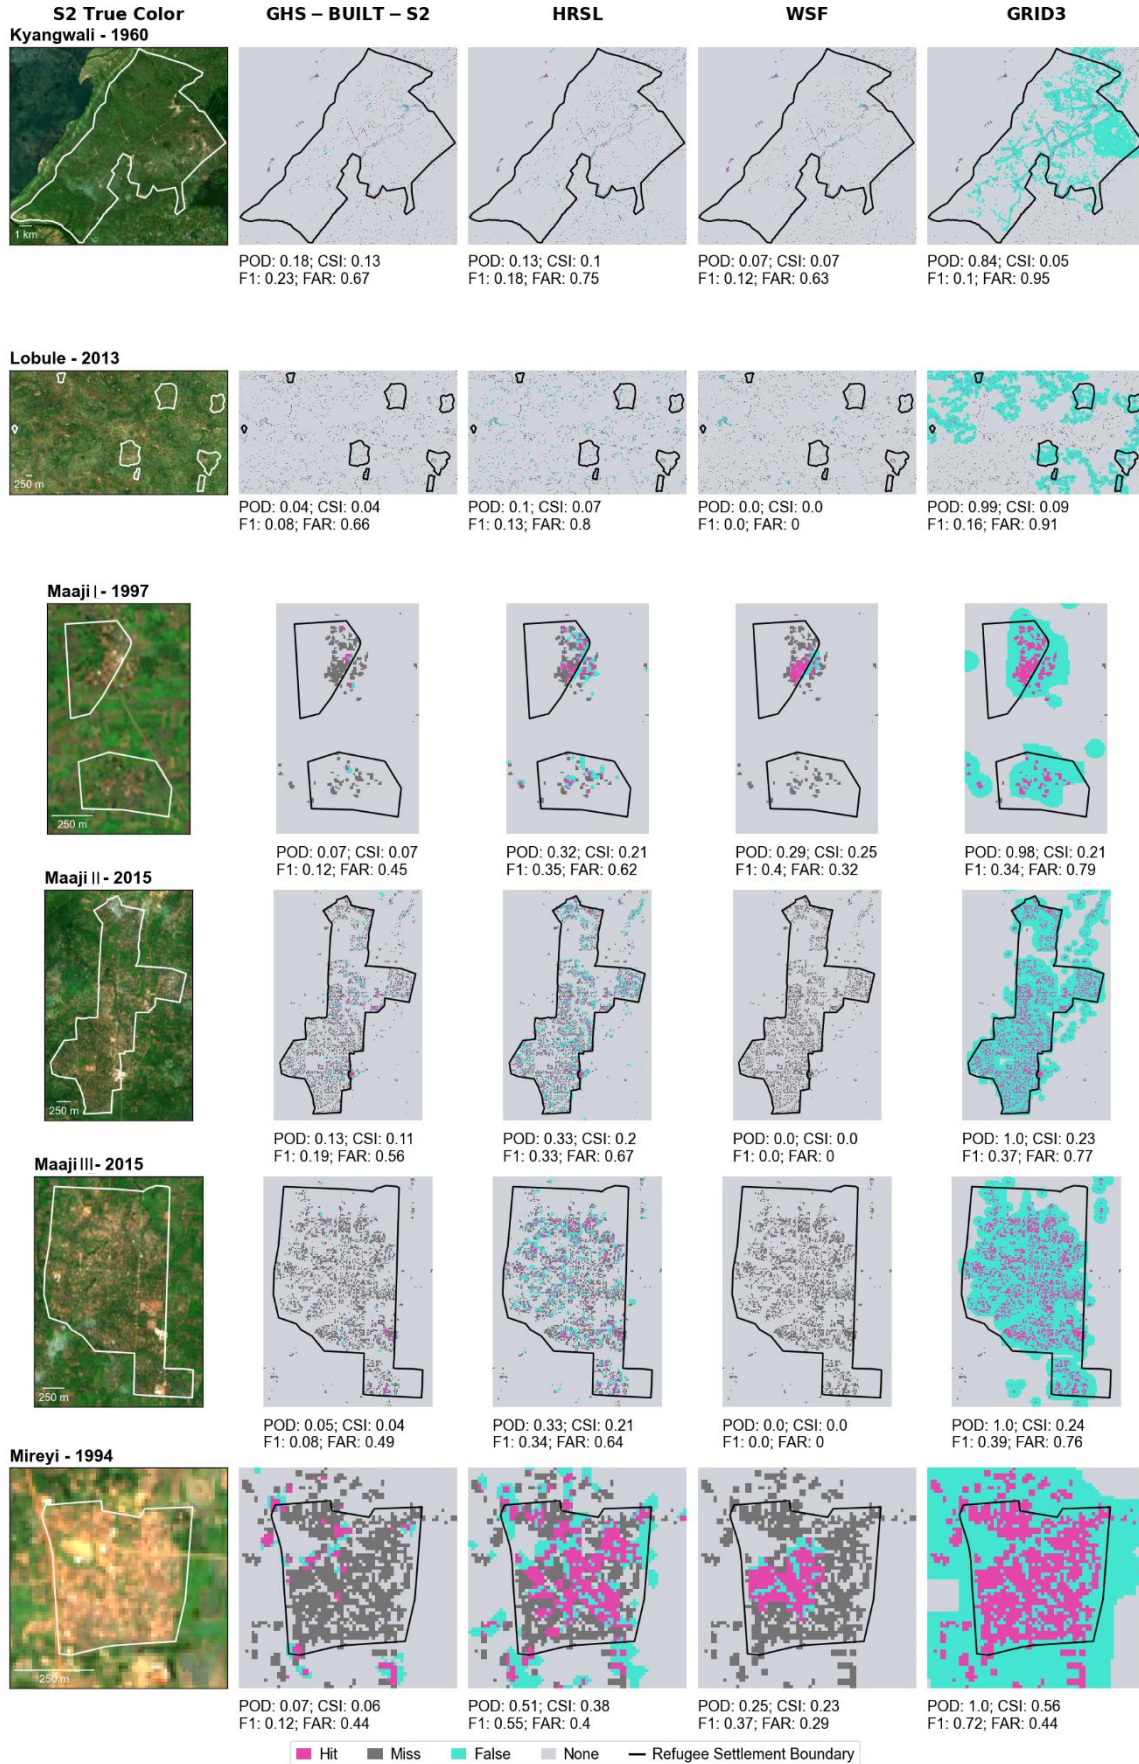 S2 True Color GHS – BUILT – S2 HRSL WSF GRID3
Kyangwali - 1960
1 km
POD: 0.18; CSI: 0.13 POD: 0.13; CSI: 0.1 POD: 0.07; CSI: 0.07 POD: 0.84; CSI: 0.05
F1: 0.23; FAR: 0.67 F1: 0.18; FAR: 0.75 F1: 0.12; FAR: 0.63 F1: 0.1; FAR: 0.95
Lobule - 2013
250 m
POD: 0.04; CSI: 0.04 POD: 0.1; CSI: 0.07 POD: 0.0; CSI: 0.0 POD: 0.99; CSI: 0.09
F1: 0.08; FAR: 0.66 F1: 0.13; FAR: 0.8 F1: 0.0; FAR: 0 F1: 0.16; FAR: 0.91
Maaji I - 1997
250 m
POD: 0.07; CSI: 0.07 POD: 0.32; CSI: 0.21 POD: 0.29; CSI: 0.25 POD: 0.98; CSI: 0.21
F1: 0.12; FAR: 0.45 F1: 0.35; FAR: 0.62 F1: 0.4; FAR: 0.32 F1: 0.34; FAR: 0.79
Maaji II - 2015
250 m
POD: 0.13; CSI: 0.11 POD: 0.33; CSI: 0.2 POD: 0.0; CSI: 0.0 POD: 1.0; CSI: 0.23
F1: 0.19; FAR: 0.56 F1: 0.33; FAR: 0.67 F1: 0.0; FAR: 0 F1: 0.37; FAR: 0.77
Maaji III - 2015
250 m
POD: 0.05; CSI: 0.04 POD: 0.33; CSI: 0.21 POD: 0.0; CSI: 0.0 POD: 1.0; CSI: 0.24
F1: 0.08; FAR: 0.49 F1: 0.34; FAR: 0.64 F1: 0.0; FAR: 0 F1: 0.39; FAR: 0.76
Mireyi - 1994
250 m
POD: 0.07; CSI: 0.06 POD: 0.51; CSI: 0.38 POD: 0.25; CSI: 0.23 POD: 1.0; CSI: 0.56
F1: 0.12; FAR: 0.44 F1: 0.55; FAR: 0.4 F1: 0.37; FAR: 0.29 F1: 0.72; FAR: 0.44
Hit Miss False None Refugee Settlement Boundary